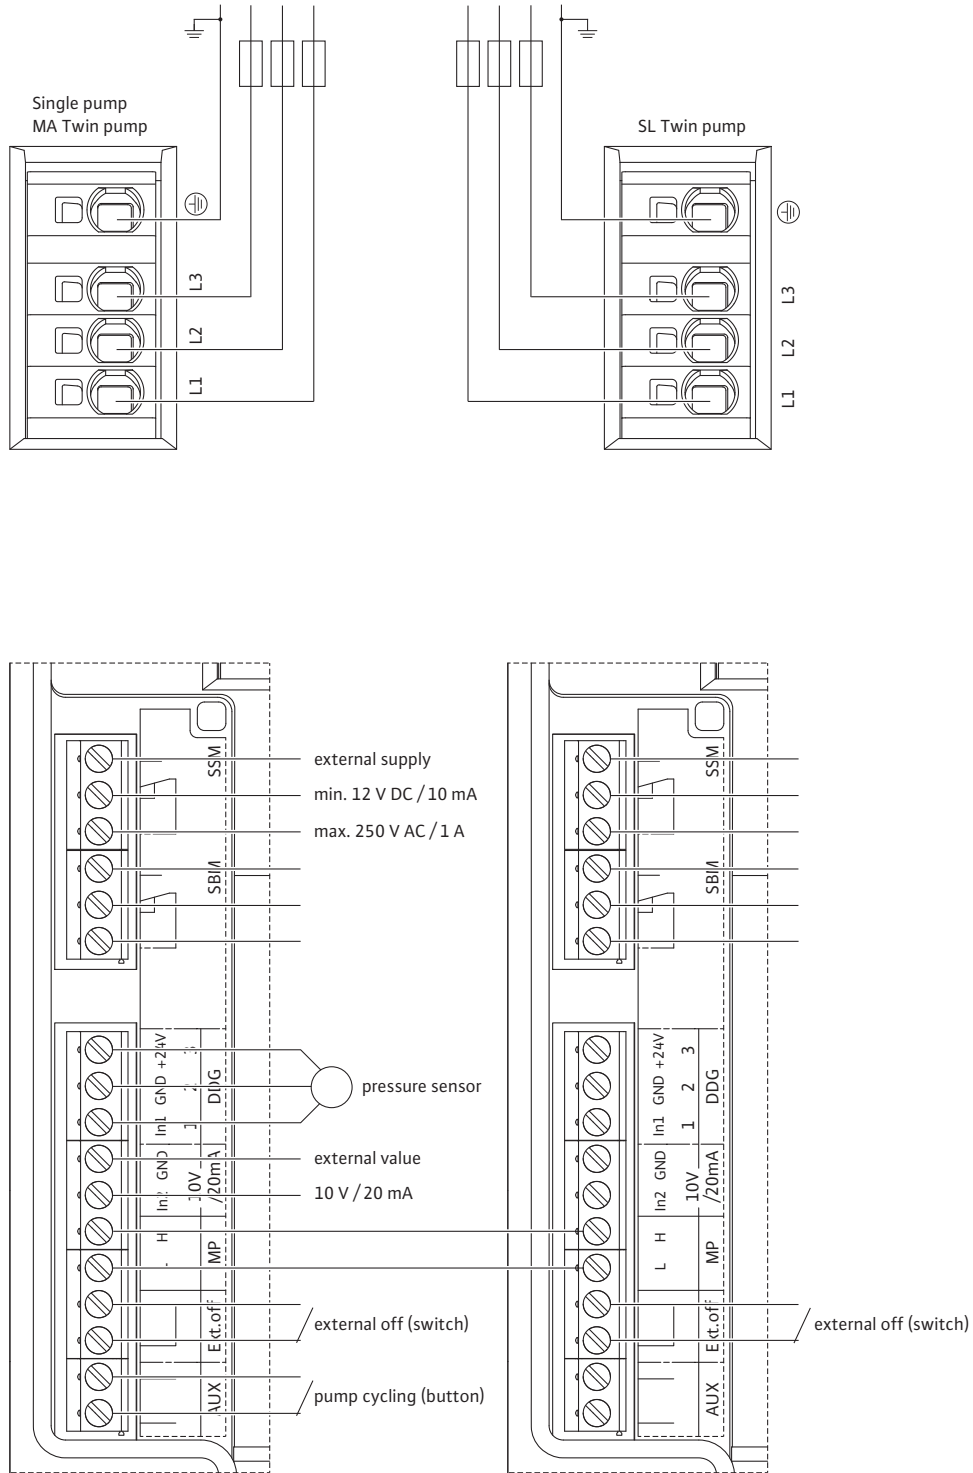 Single pump
MA Twin pump
SL Twin pump
L3
L2
L1
L3
L2
L1
SSM
external supply
min. 12 V DC / 10 mA
max. 250 V AC / 1 A
SBM
SSM
SBM
+24V
GND
In1
3
2
1
DDG
pressure sensor
GND
In2
10V
/20mA
external value
10 V / 20 mA
H
MP
Ext.off
external off (switch)
AUX
pump cycling (button)
+24V
GND
In1
3
2
1
DDG
GND
In2
10V
/20mA
H
L
MP
Ext.off
external off (switch)
AUX